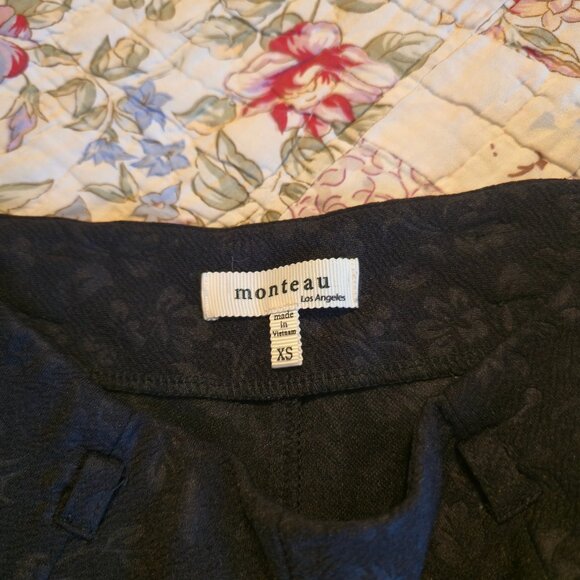 monteau
Los Angeles
made
in
Vietnam
XS